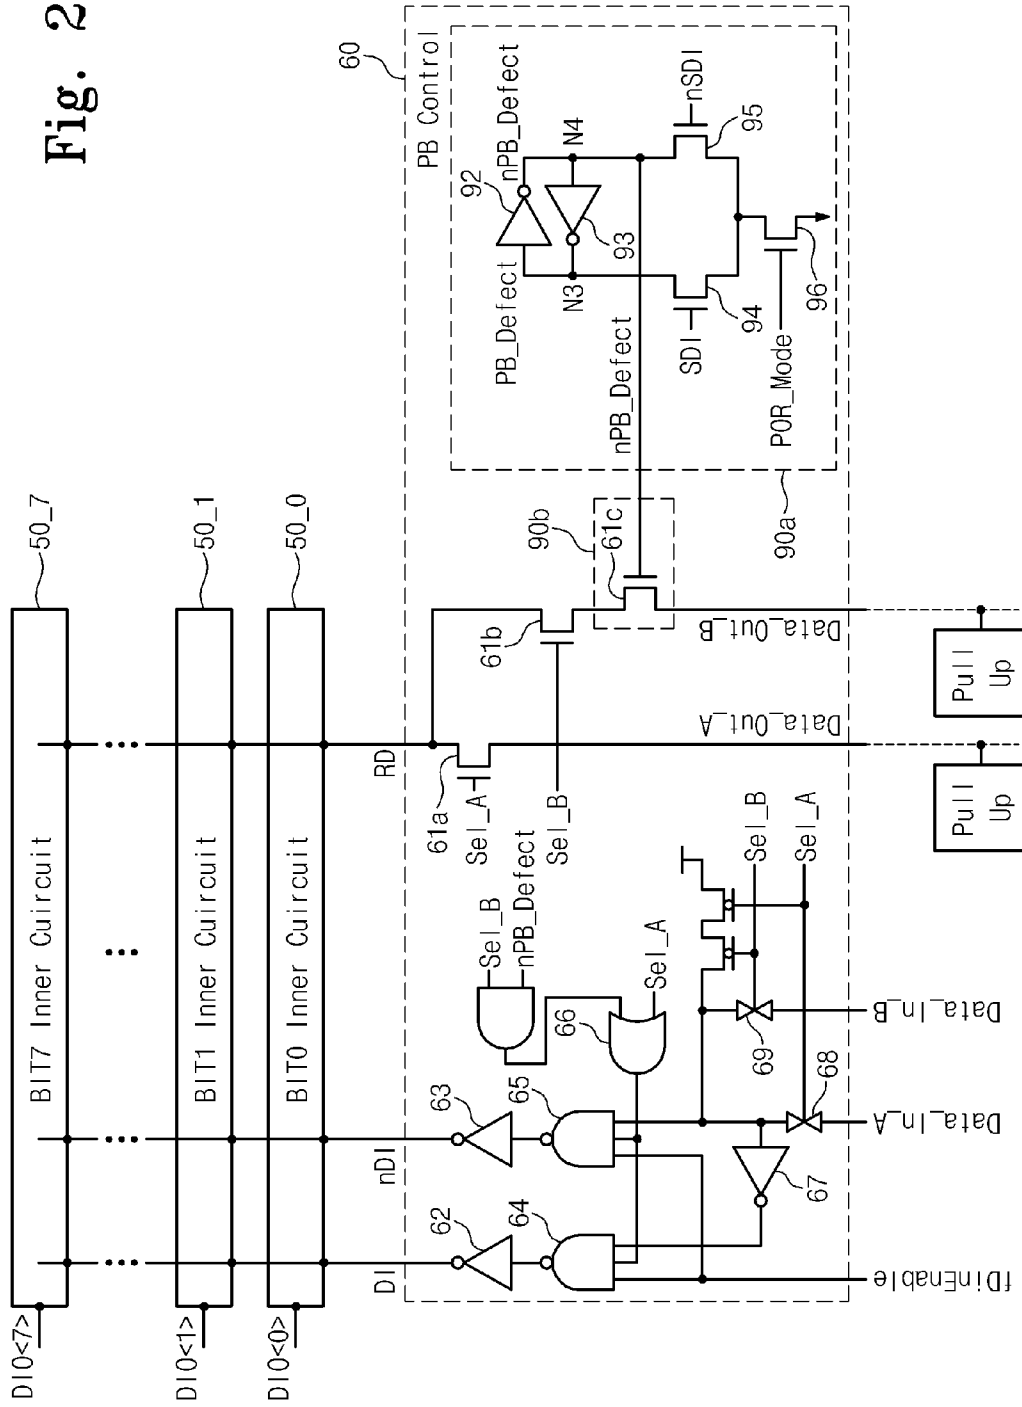 Fig. 2
DIO<7>
BIT7 Inner Cuircuit
50_7
DIO<1>
BIT1 Inner Cuircuit
50_1
DIO<0>
BIT0 Inner Cuircuit
50_0
60
DI
nDI
RD
PB Control
62
63
61a
Sel_A
61b
Sel_B
64
65
Sel_B
nPB_Defect
66
Sel_A
90b
61c
nPB_Defect
PB_Defect
92
nPB_Defect
N3
93
N4
SDI
94
nSDI
95
POR_Mode
96
90a
67
69
68
Sel_B
Sel_A
fDinEnable
Data_In_A
Data_In_B
Data_Out_A
Data_Out_B
Pull
Up
Pull
Up